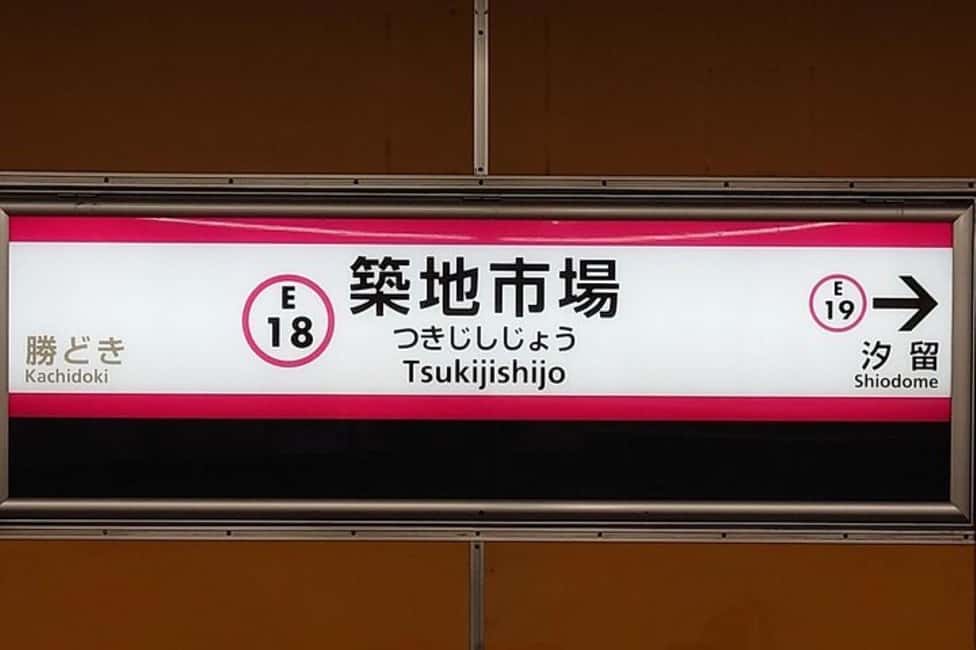 勝どき
Kachidoki
E
18
築地市場
つきじしじょう
Tsukijishijo
E
19
汐留
Shiodome